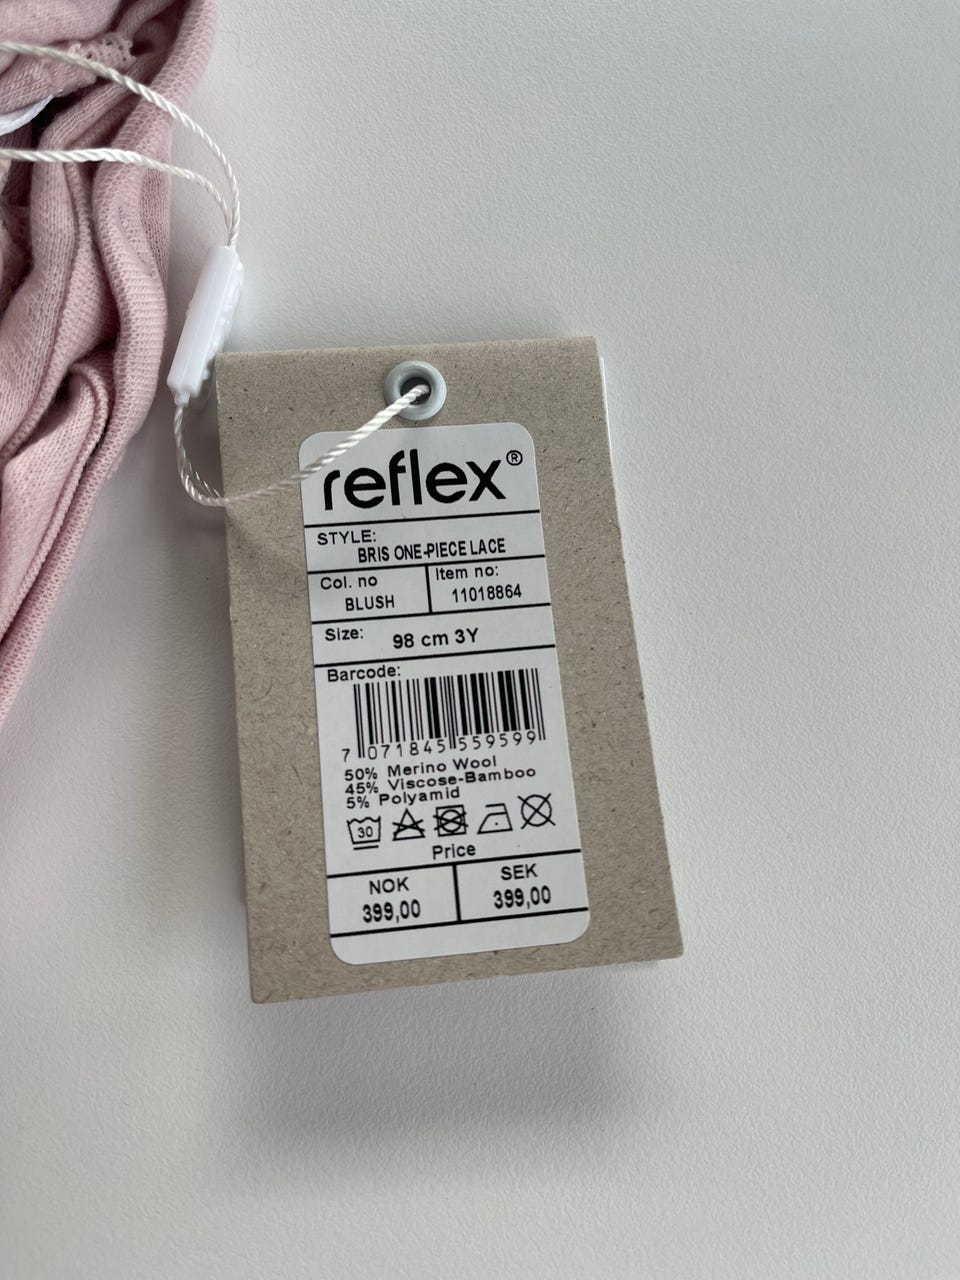 reflex®
STYLE:
BRIS ONE-PIECE LACE
Col. no
BLUSH
Item no:
11018864
Size: 98 cm 3Y
Barcode:
7 071845 559599
50% Merino Wool
45% Viscose-Bamboo
5% Polyamid
30
Price
NOK
399,00
SEK
399,00